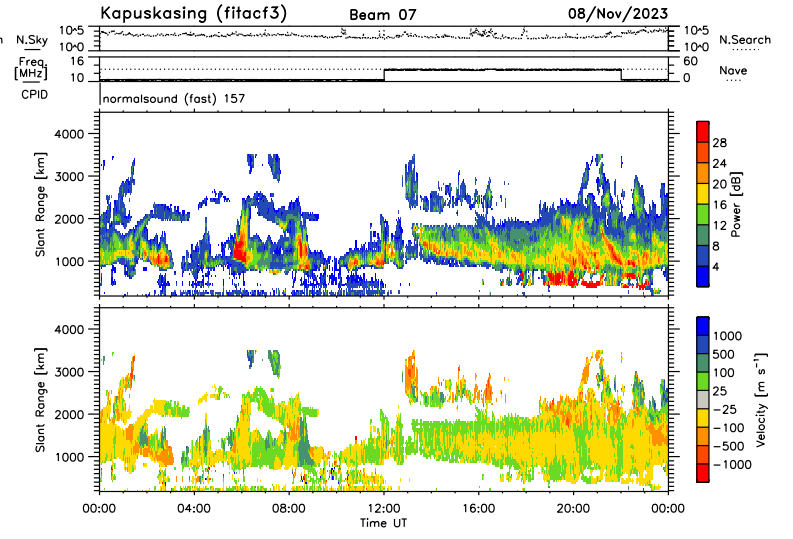 Kapuskasing (fitacf3) Beam 07 08/Nov/2023
n N.Sky 10^5 10^5 N.Search
10^0 10^0
Freq. 16 60
[MHz] 10 0 Nave
CPID normalsound (fast) 157
4000
3000
2000
1000
Slant Range [km]
28
24
20
16
12
8
4
Power [dB]
4000
3000
2000
1000
Slant Range [km]
1000
500
100
25
-25
-100
-500
-1000
Velocity [m s⁻¹]
00:00 04:00 08:00 12:00 16:00 20:00 00:00
Time UT